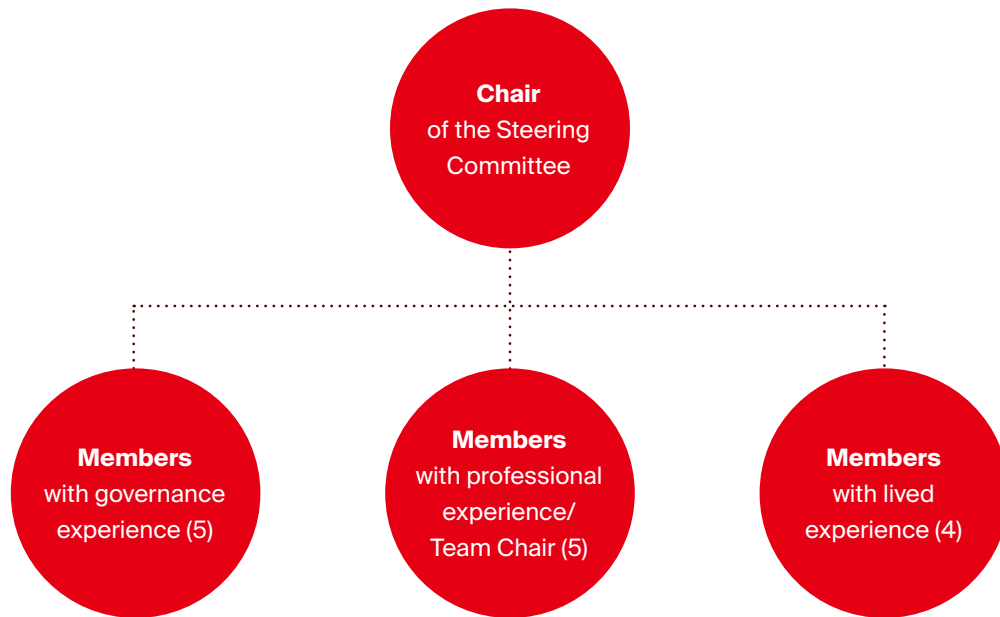 Chair
of the Steering
Committee
Members
with governance
experience (5)
Members
with professional
experience/
Team Chair (5)
Members
with lived
experience (4)